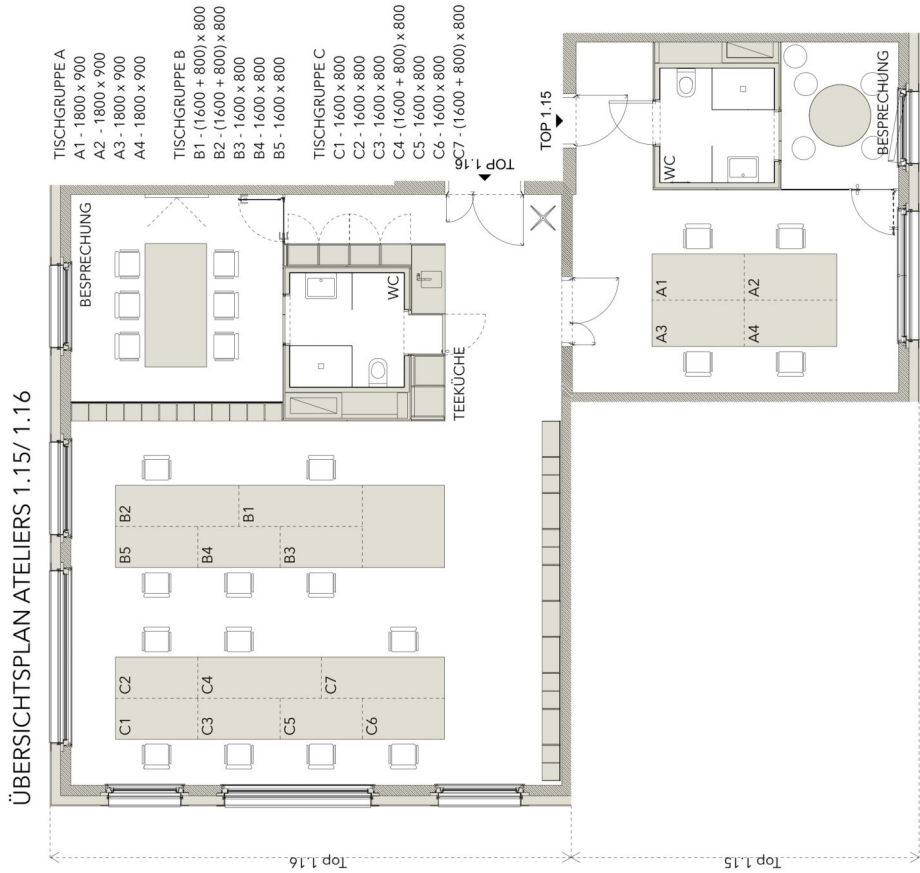 ÜBERSICHTSPLAN ATELIERS 1.15/ 1.16
TISCHGRUPPE A
A1 - 1800 x 900
A2 - 1800 x 900
A3 - 1800 x 900
A4 - 1800 x 900
TISCHGRUPPE B
B1 - (1600 + 800) x 800
B2 - (1600 + 800) x 800
B3 - 1600 x 800
B4 - 1600 x 800
B5 - 1600 x 800
TISCHGRUPPE C
C1 - 1600 x 800
C2 - 1600 x 800
C3 - 1600 x 800
C4 - (1600 + 800) x 800
C5 - 1600 x 800
C6 - 1600 x 800
C7 - (1600 + 800) x 800
BESPRECHUNG
WC
TEEKÜCHE
TOP 1.16
TOP 1.15
WC
BESPRECHUNG
B5
B2
B4
B1
B3
C1
C2
C3
C4
C5
C7
C6
A3
A1
A4
A2
Top 1.16
Top 1.15